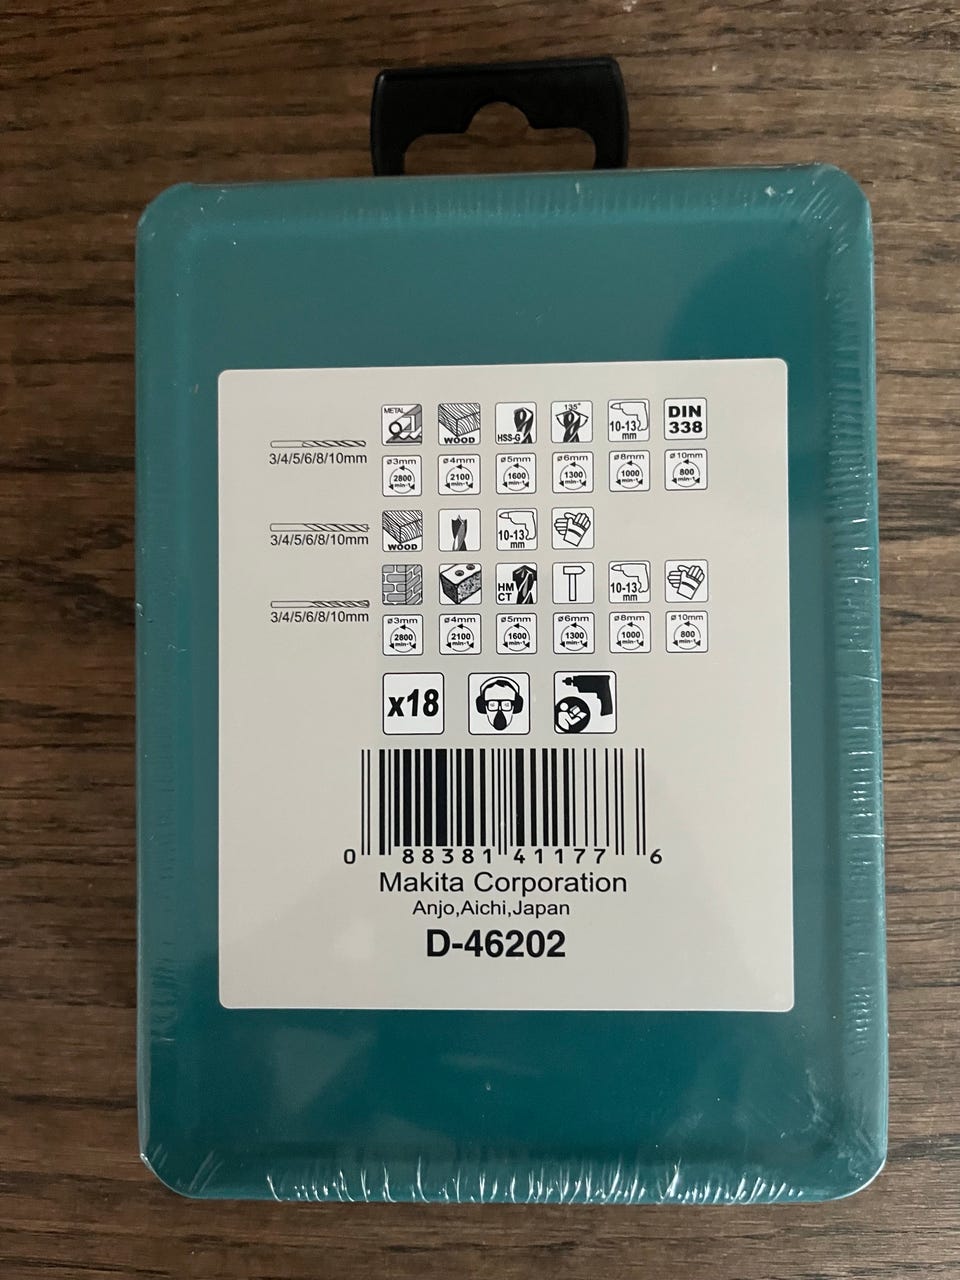 METAL WOOD HSS-G 135° 10-13 mm DIN 338
3/4/5/6/8/10mm
ø3mm ø4mm ø5mm ø6mm ø8mm ø10mm
2800 min-1 2100 min-1 1600 min-1 1300 min-1 1000 min-1 800 min-1
WOOD 10-13 mm
3/4/5/6/8/10mm
HM CT 10-13 mm
3/4/5/6/8/10mm
ø3mm ø4mm ø5mm ø6mm ø8mm ø10mm
2800 min-1 2100 min-1 1600 min-1 1300 min-1 1000 min-1 800 min-1
x18
0 88381 41177 6
Makita Corporation
Anjo,Aichi,Japan
D-46202